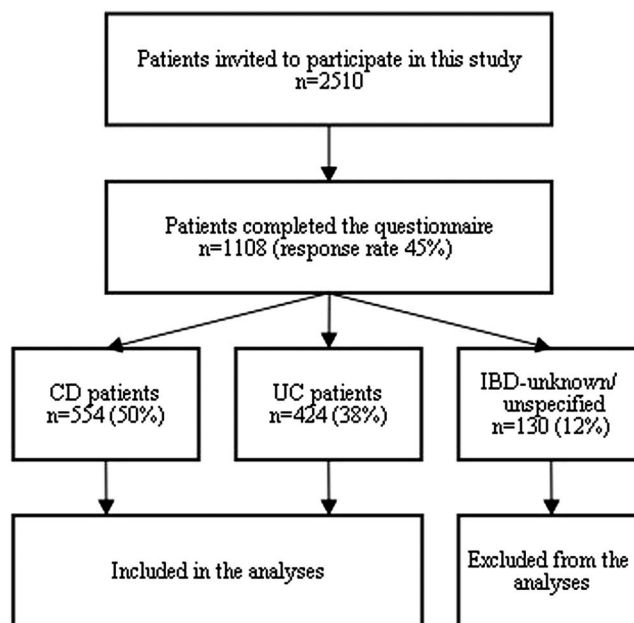 Patients invited to participate in this study
n=2510
Patients completed the questionnaire
n=1108 (response rate 45%)
CD patients
n=554 (50%)
UC patients
n=424 (38%)
IBD-unknown/
unspecified
n=130 (12%)
Included in the analyses
Excluded from the
analyses